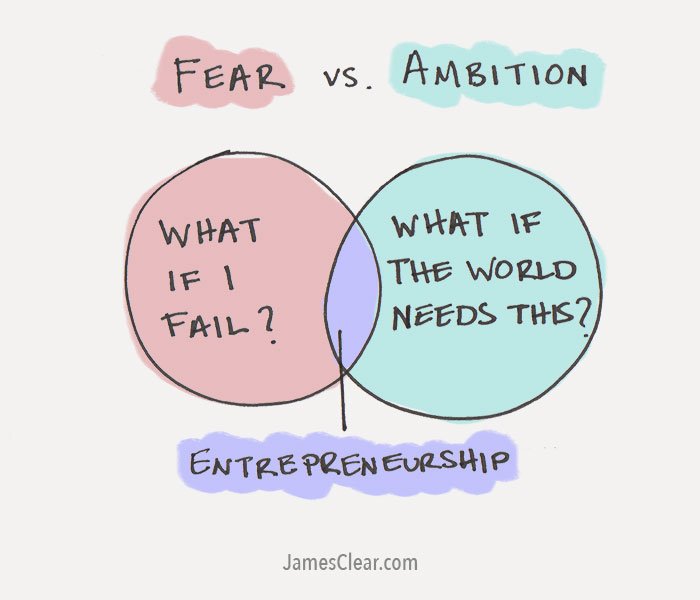 FEAR vs. AMBITION
WHAT
IF I
FAIL?
WHAT IF
THE WORLD
NEEDS THIS?
ENTREPRENEURSHIP
JamesClear.com